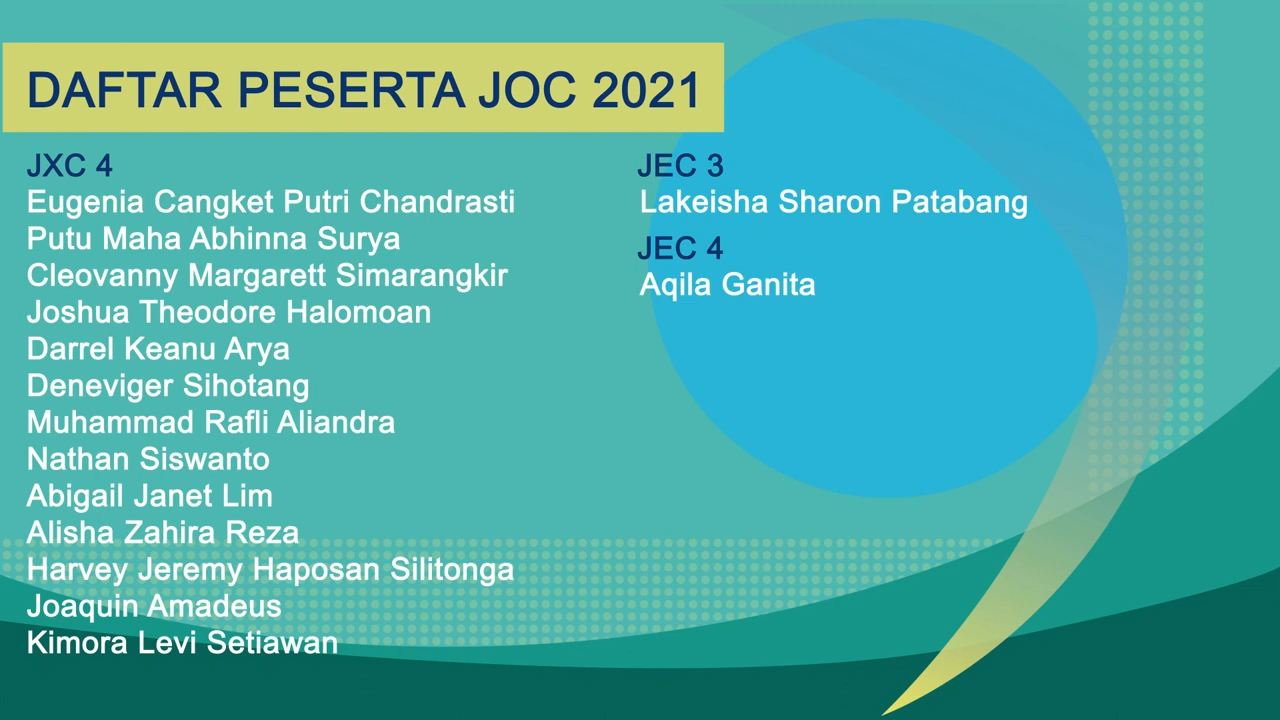 DAFTAR PESERTA JOC 2021
JXC 4
Eugenia Cangket Putri Chandrasti
Putu Maha Abhinna Surya
Cleovanny Margarett Simarangkir
Joshua Theodore Halomoan
Darrel Keanu Arya
Deneviger Sihotang
Muhammad Rafli Aliandra
Nathan Siswanto
Abigail Janet Lim
Alisha Zahira Reza
Harvey Jeremy Haposan Silitonga
Joaquin Amadeus
Kimora Levi Setiawan
JEC 3
Lakeisha Sharon Patabang
JEC 4
Aqila Ganita